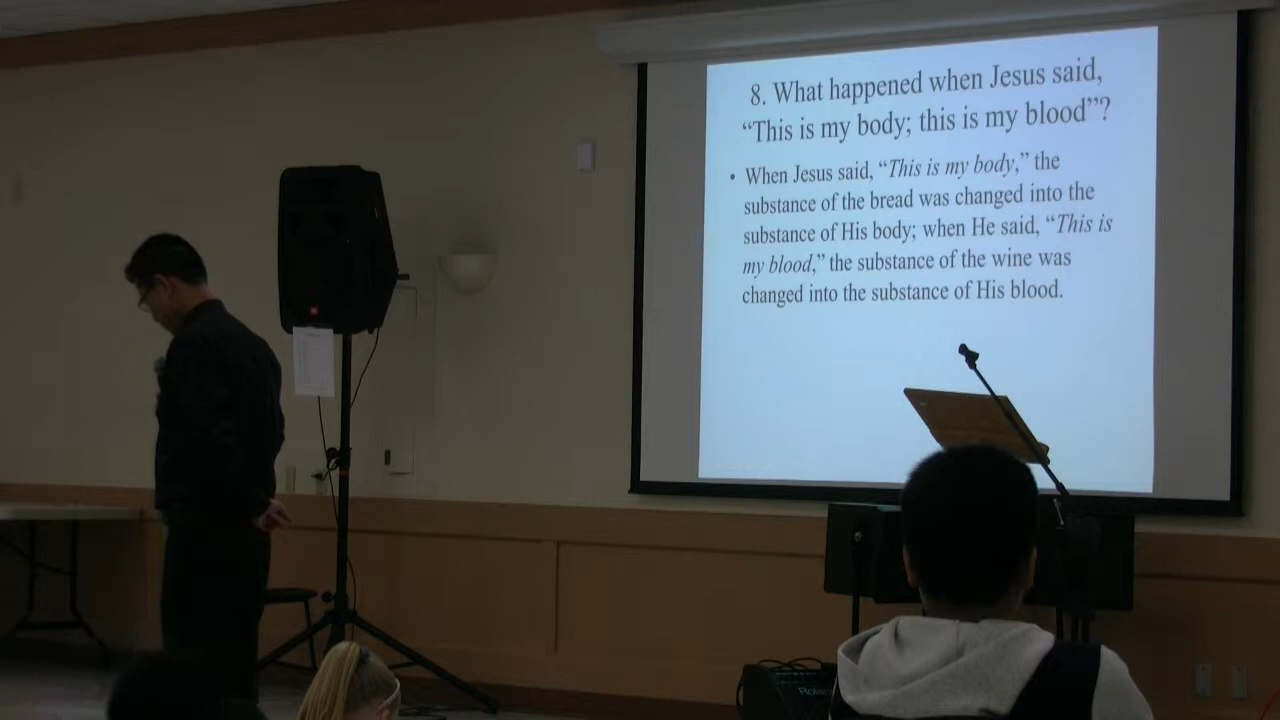 8. What happened when Jesus said,
“This is my body; this is my blood”?
• When Jesus said, “This is my body,” the
substance of the bread was changed into the
substance of His body; when He said, “This is
my blood,” the substance of the wine was
changed into the substance of His blood.